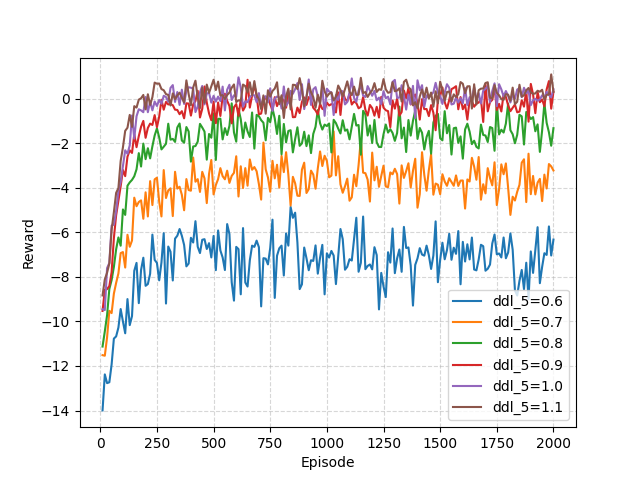 0
−2
−4
−6
−8
−10
−12
−14
Reward
0
250
500
750
1000
1250
1500
1750
2000
Episode
ddl_5=0.6
ddl_5=0.7
ddl_5=0.8
ddl_5=0.9
ddl_5=1.0
ddl_5=1.1